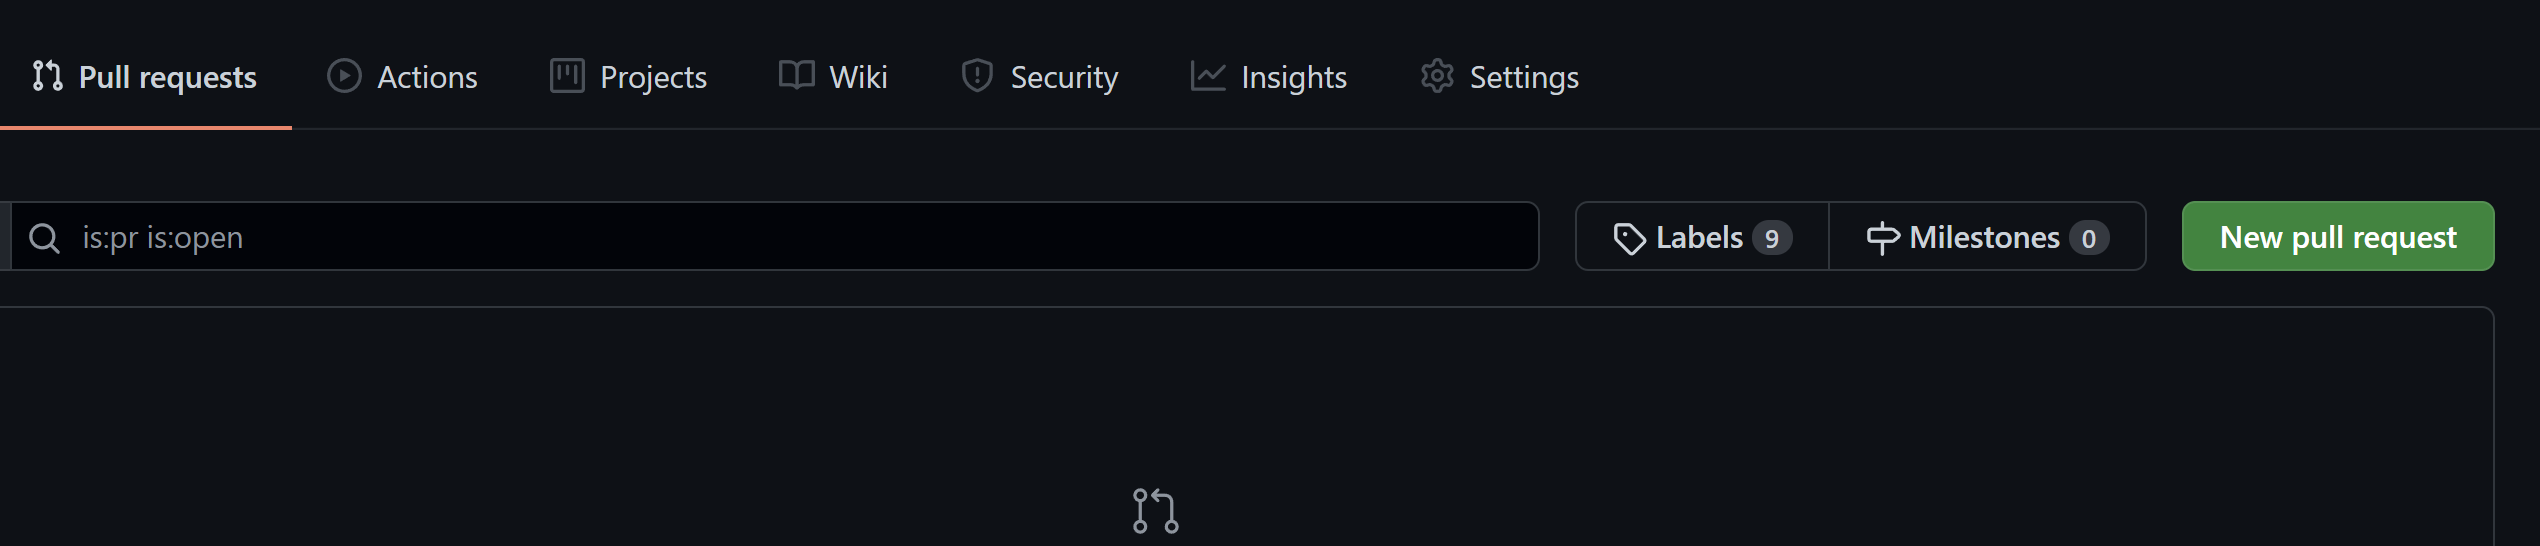 Pull requests Actions Projects Wiki Security Insights Settings
is:pr is:open Labels 9 Milestones 0 New pull request